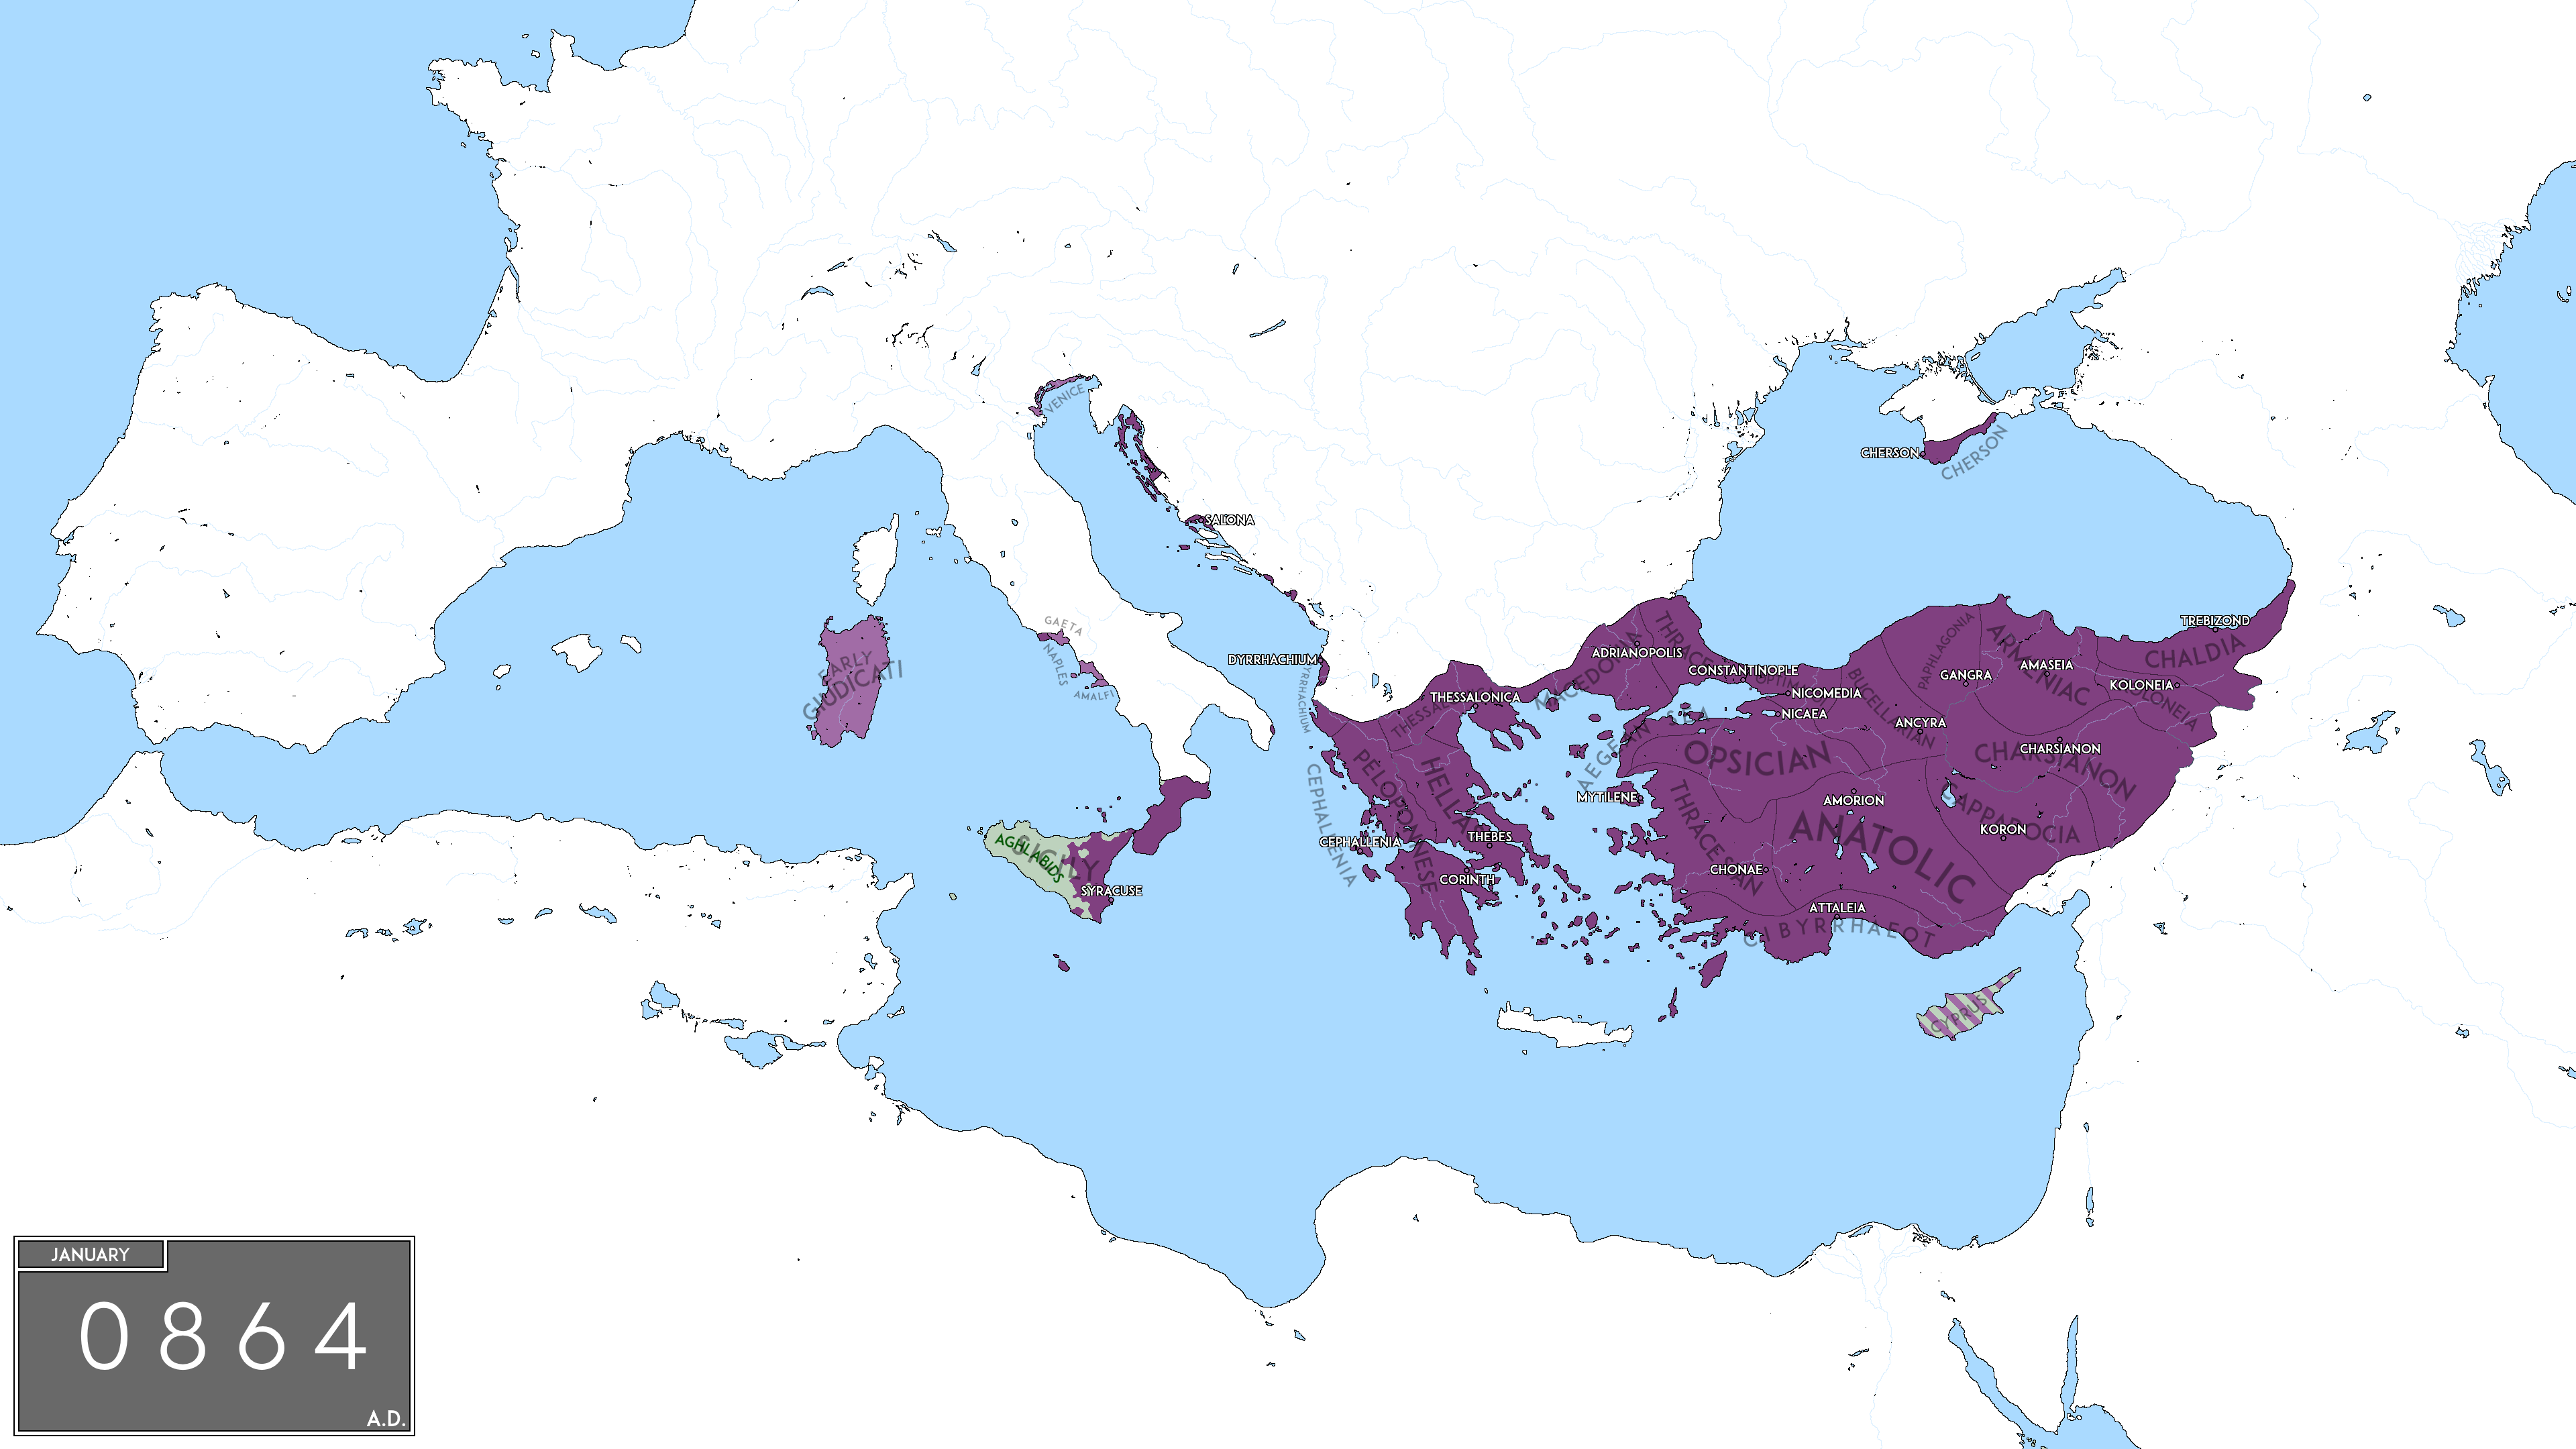 VENICE
CHERSON
CHERSON
SALONA
GAETA
NAPLES
AMALFI
EARLY
GIUDICATI
DYRRHACHIUM
DYRRHACHIUM
ADRIANOPOLIS
MACEDONIA
CONSTANTINOPLE
THESSALONICA
NICOMEDIA
NICAEA
BUCELLARIAN
PAPHLAGONIA
GANGRA
ARMENIAC
AMASEIA
TREBIZOND
CHALDIA
KOLONEIA
KOLONEIA
ANCYRA
CHARSIANON
CHARSIANON
OPSICIAN
AEGEAN SEA
MYTILENE
THRACESIAN
AMORION
ANATOLIC
CAPPADOCIA
KORON
CHONAE
ATTALEIA
CIBYRRHAEOT
CEPHALLENIA
CEPHALLENIA
PELOPONNESE
HELLAS
THEBES
CORINTH
SICILY
AGHLABIDS
SYRACUSE
CYPRUS
JANUARY
0864
A.D.